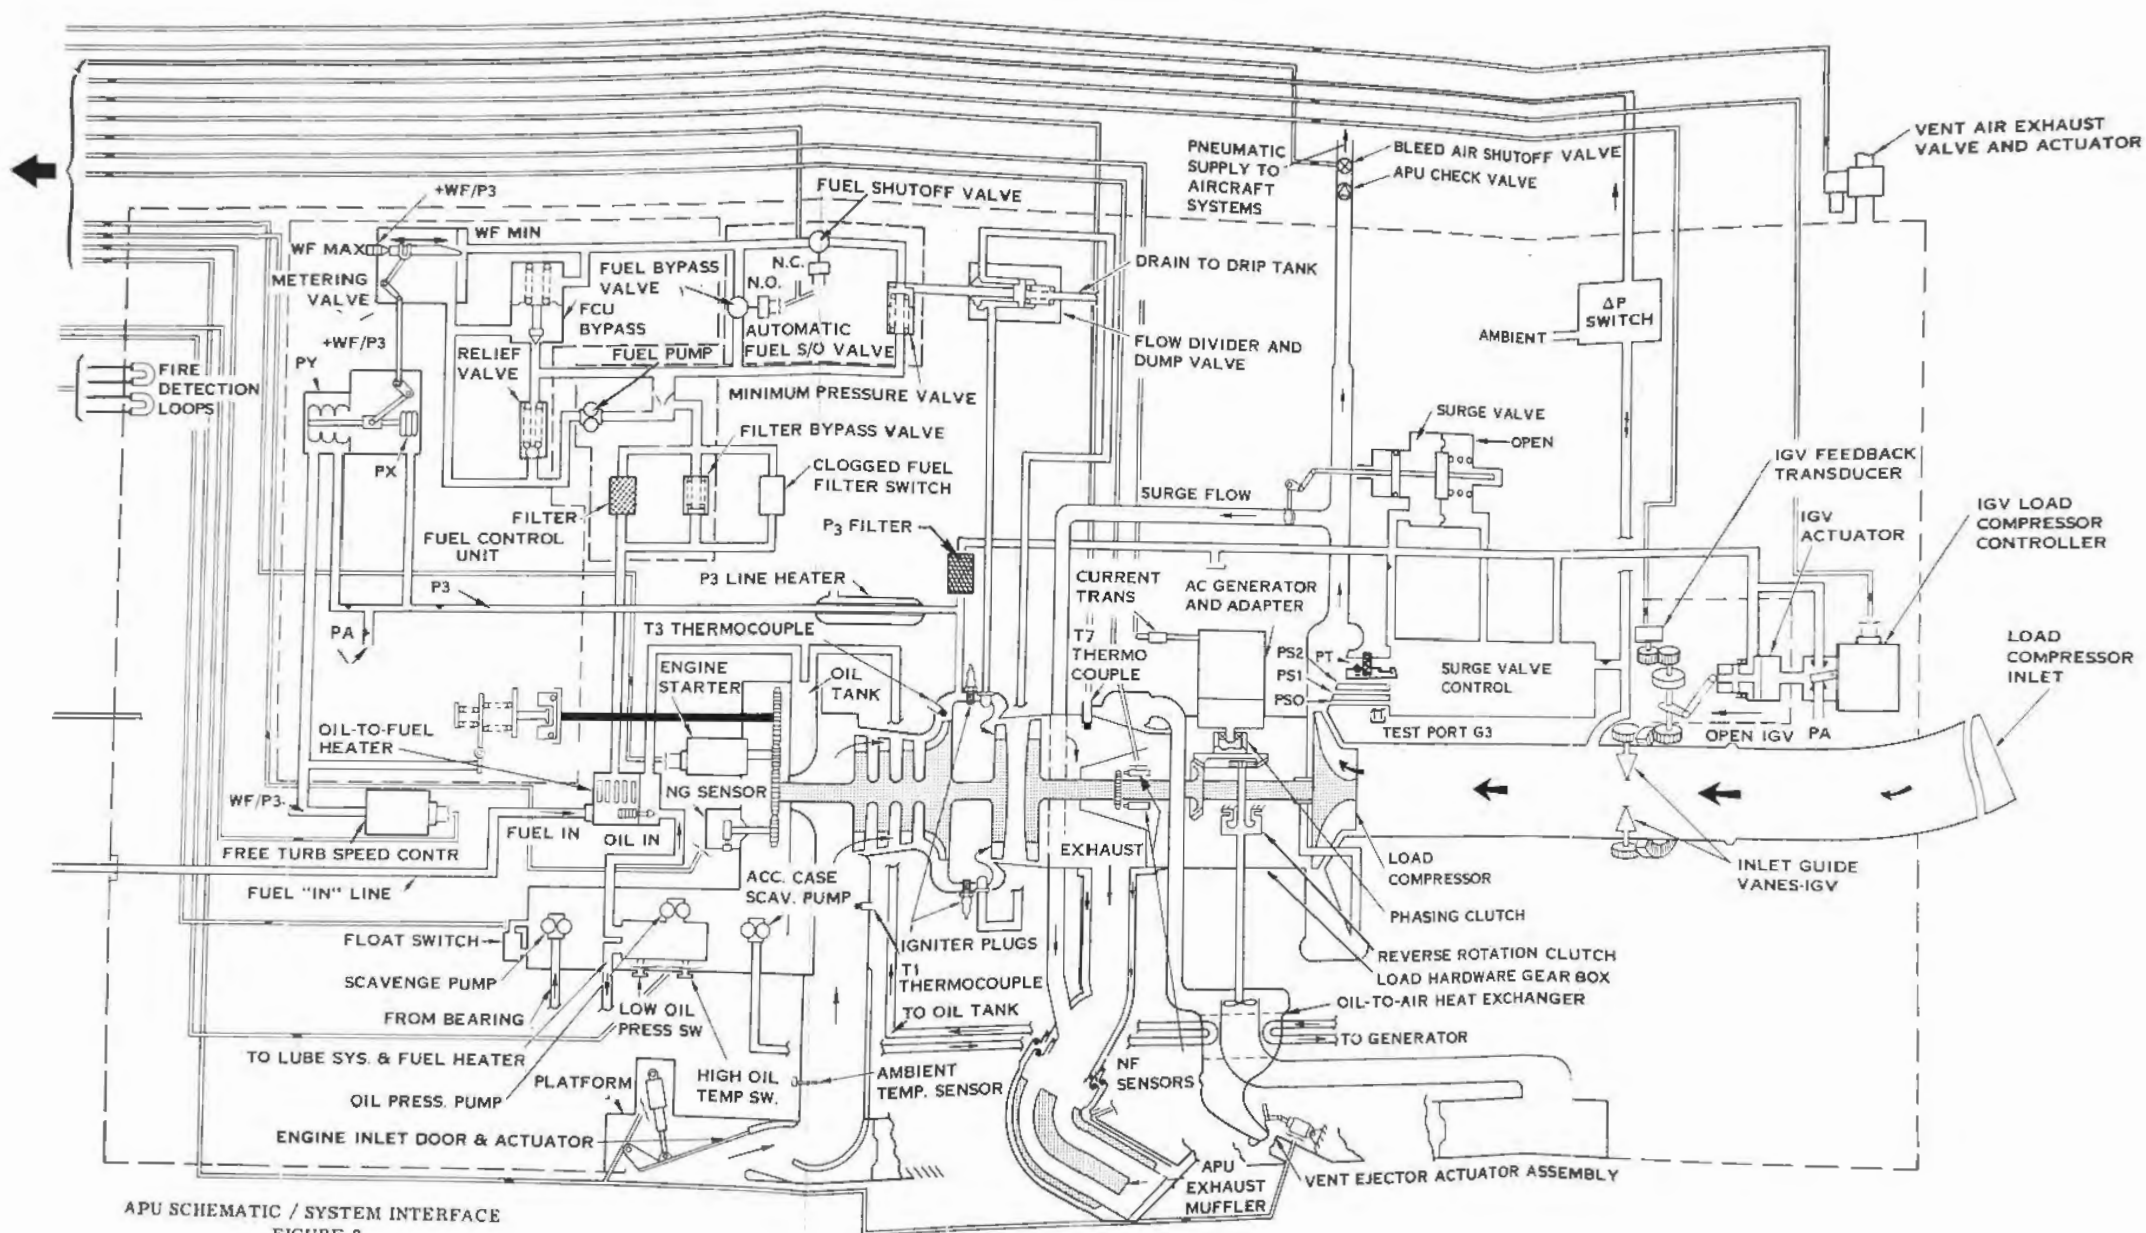 VENT AIR EXHAUST
VALVE AND ACTUATOR
PNEUMATIC
SUPPLY TO
AIRCRAFT
SYSTEMS
BLEED AIR SHUTOFF VALVE
APU CHECK VALVE
+WF/P3
FUEL SHUTOFF VALVE
WF MAX
WF MIN
METERING
VALVE
FUEL BYPASS
VALVE
N.C.
N.O.
DRAIN TO DRIP TANK
FCU
BYPASS
AUTOMATIC
FUEL S/O VALVE
ΔP
SWITCH
AMBIENT
FLOW DIVIDER AND
DUMP VALVE
+WF/P3
PY
RELIEF
VALVE
FUEL PUMP
FIRE
DETECTION
LOOPS
MINIMUM PRESSURE VALVE
SURGE VALVE
OPEN
FILTER BYPASS VALVE
PX
CLOGGED FUEL
FILTER SWITCH
IGV FEEDBACK
TRANSDUCER
SURGE FLOW
FILTER
FUEL CONTROL
UNIT
P3 FILTER
IGV
ACTUATOR
IGV LOAD
COMPRESSOR
CONTROLLER
P3
P3 LINE HEATER
CURRENT
TRANS
AC GENERATOR
AND ADAPTER
PA
T3 THERMOCOUPLE
T7
THERMO
COUPLE
PS2
PS1
PS0
PT
ENGINE
STARTER
OIL
TANK
SURGE VALVE
CONTROL
LOAD
COMPRESSOR
INLET
OIL-TO-FUEL
HEATER
TEST PORT G3
OPEN IGV
PA
WF/P3
NG SENSOR
FUEL IN
OIL IN
FREE TURB SPEED CONTR
EXHAUST
LOAD
COMPRESSOR
INLET GUIDE
VANES-IGV
FUEL "IN" LINE
ACC. CASE
SCAV. PUMP
PHASING CLUTCH
FLOAT SWITCH
IGNITER PLUGS
REVERSE ROTATION CLUTCH
SCAVENGE PUMP
T1
THERMOCOUPLE
LOAD HARDWARE GEAR BOX
OIL-TO-AIR HEAT EXCHANGER
FROM BEARING
LOW OIL
PRESS SW
TO OIL TANK
TO GENERATOR
TO LUBE SYS. & FUEL HEATER
PLATFORM
HIGH OIL
TEMP SW.
AMBIENT
TEMP. SENSOR
NF
SENSORS
OIL PRESS. PUMP
ENGINE INLET DOOR & ACTUATOR
APU
EXHAUST
MUFFLER
VENT EJECTOR ACTUATOR ASSEMBLY
APU SCHEMATIC / SYSTEM INTERFACE